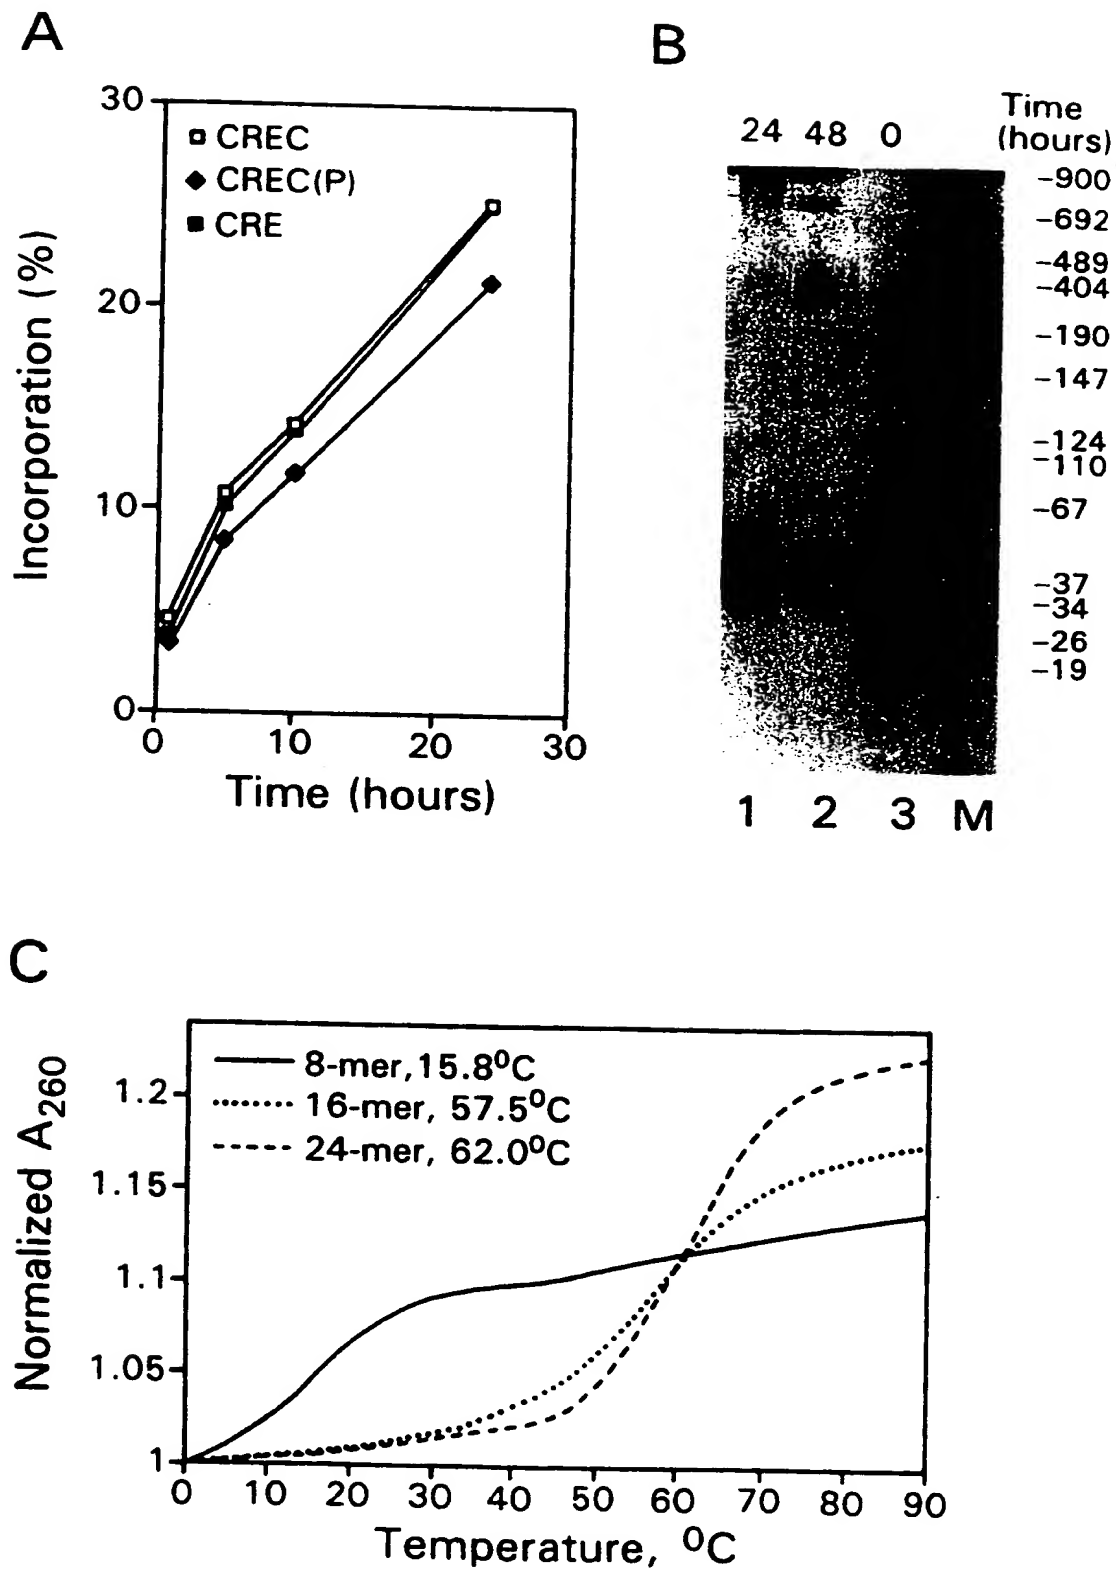 A
30
20
10
0
Incorporation (%)
CREC
CREC(P)
CRE
0 10 20 30
Time (hours)
B
Time
(hours)
24 48 0
-900
-692
-489
-404
-190
-147
-124
-110
-67
-37
-34
-26
-19
1 2 3 M
C
Normalized A260
1.2
1.15
1.1
1.05
1
8-mer, 15.8°C
16-mer, 57.5°C
24-mer, 62.0°C
0 10 20 30 40 50 60 70 80 90
Temperature, °C